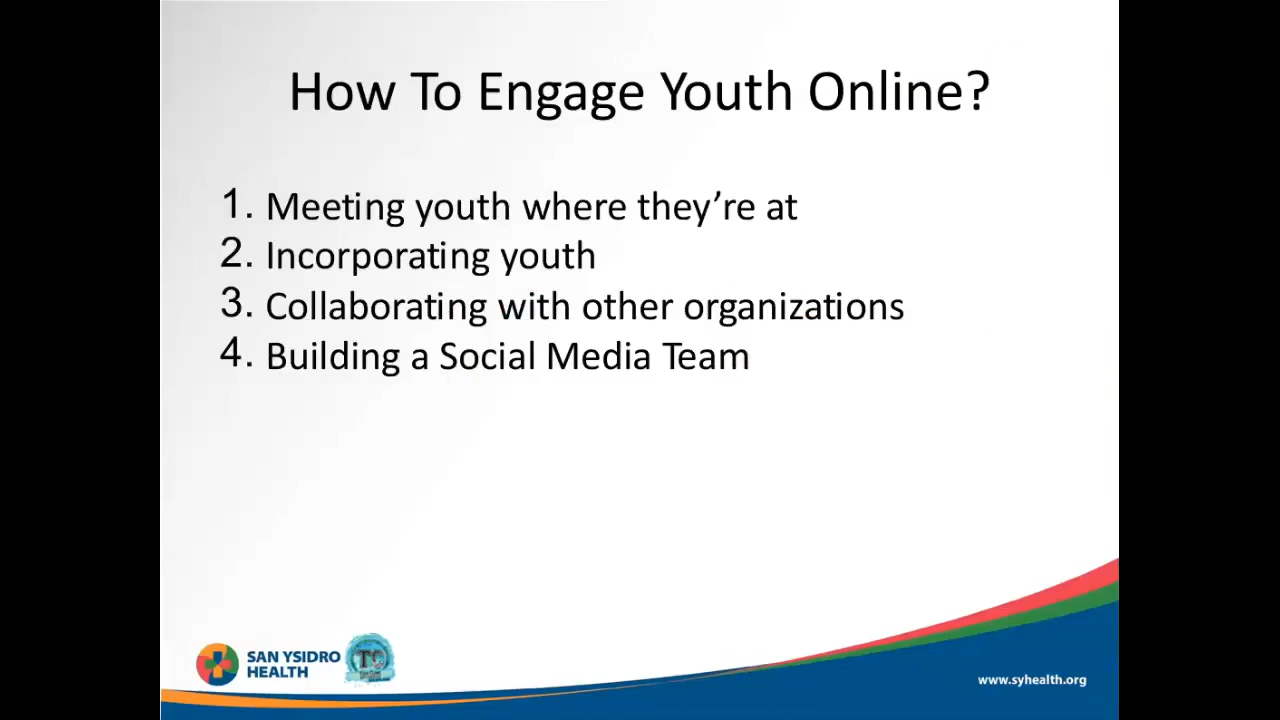 How To Engage Youth Online?
1. Meeting youth where they’re at
2. Incorporating youth
3. Collaborating with other organizations
4. Building a Social Media Team
SAN YSIDRO
HEALTH
TC
www.syhealth.org